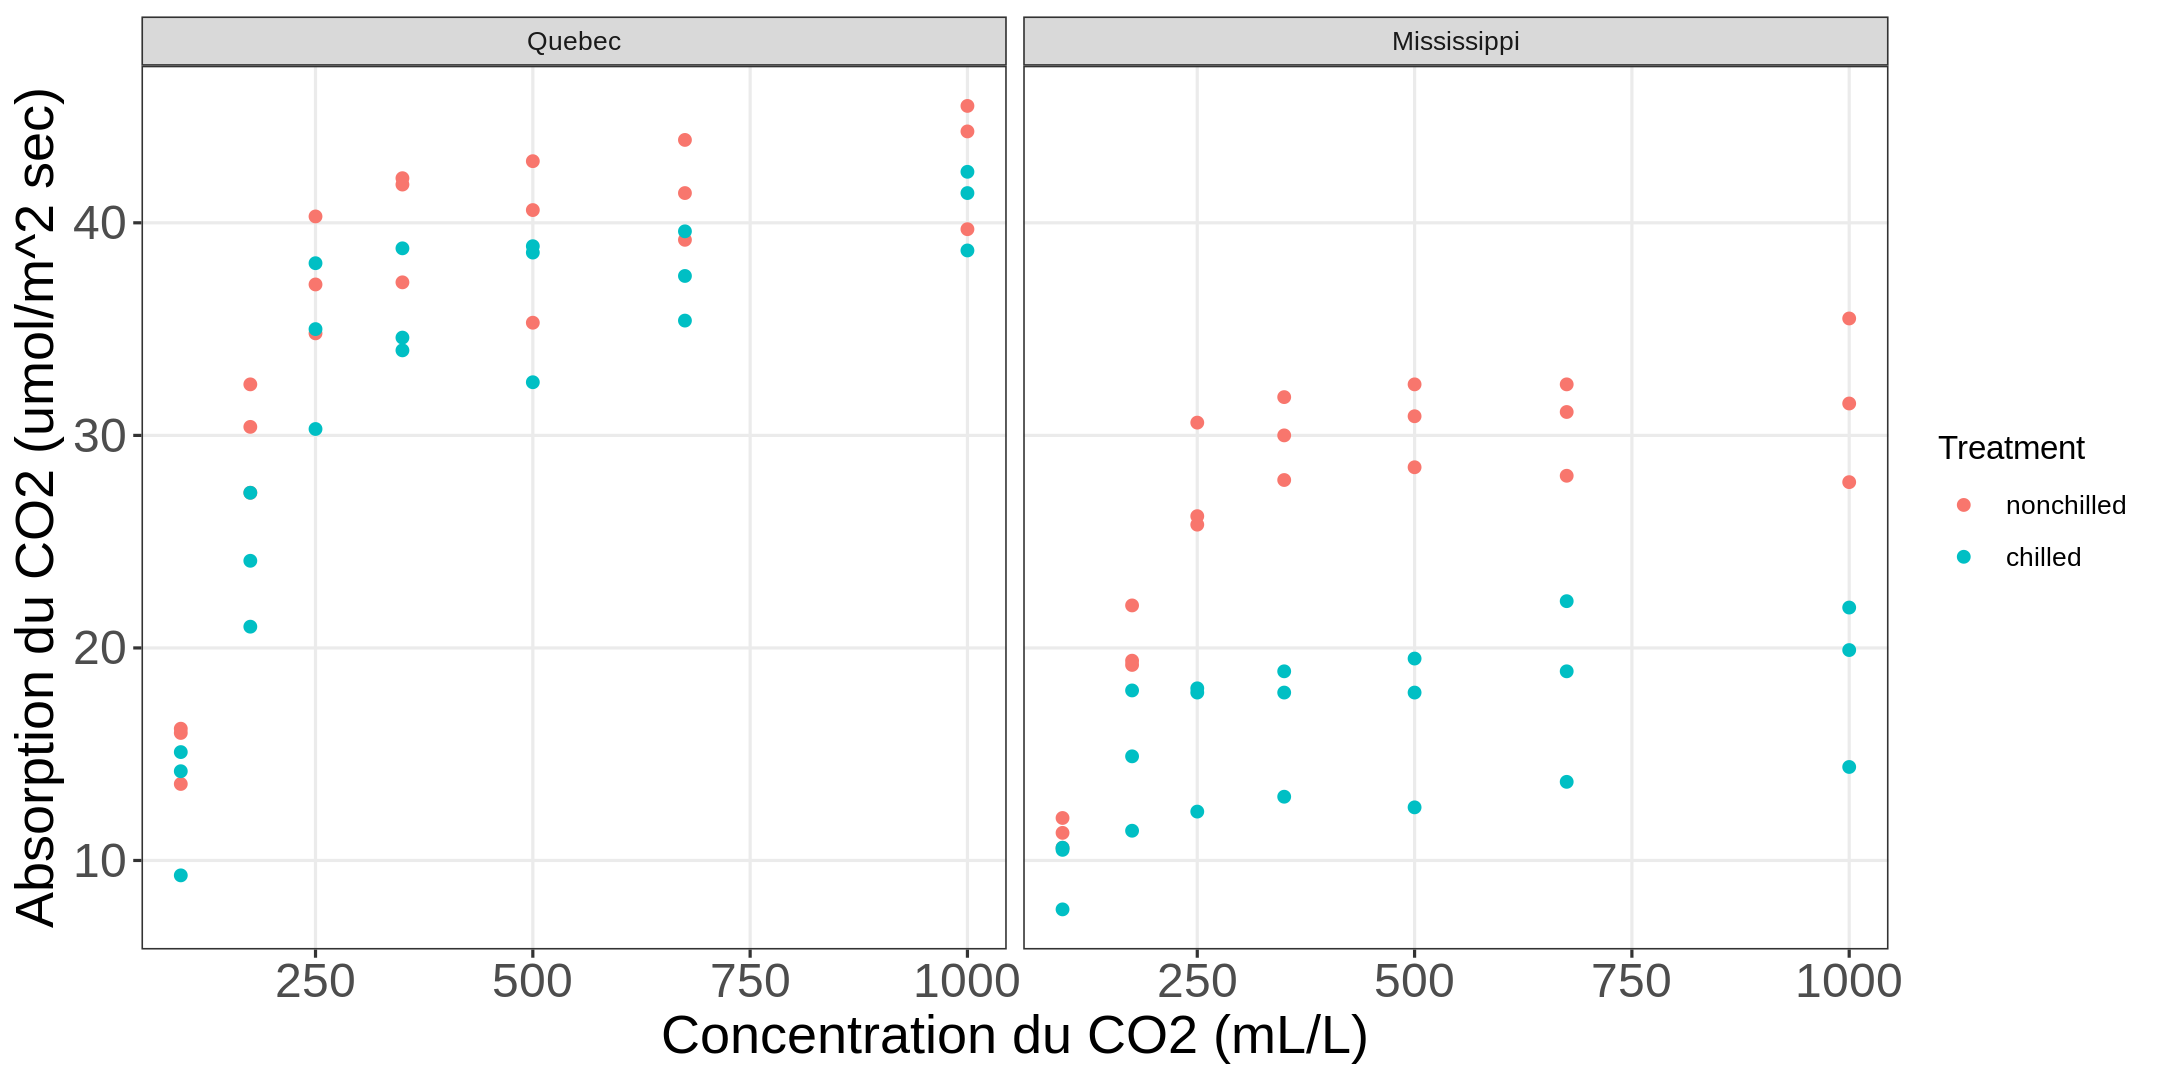 Quebec
Mississippi
Absorption du CO2 (umol/m^2 sec)
40
30
20
10
250
500
750
1000
250
500
750
1000
Concentration du CO2 (mL/L)
Treatment
nonchilled
chilled